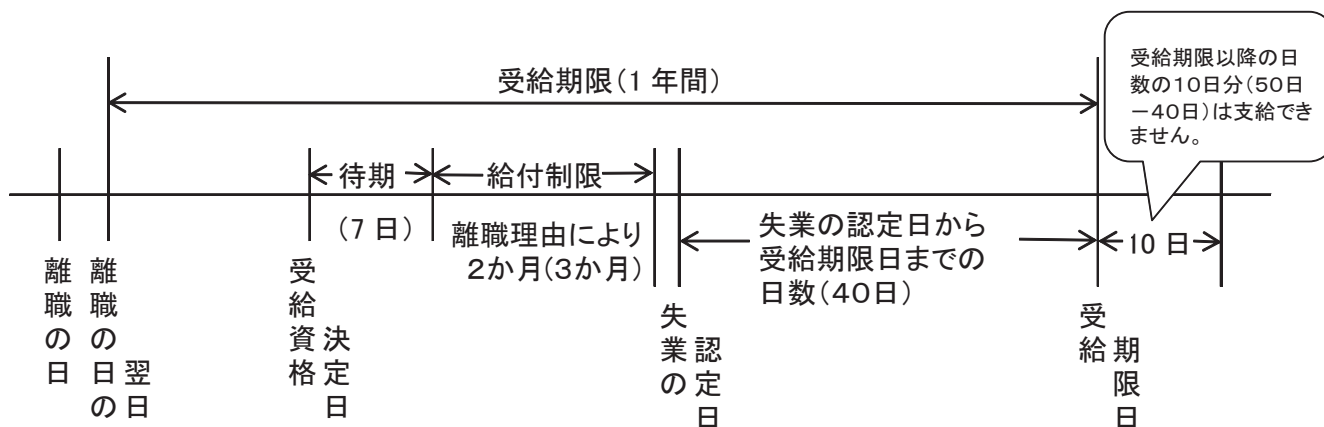 受給期限(1年間)
受給期限以降の日
数の10日分(50日
－40日)は支給でき
ません。
待期
(7日)
給付制限
離職理由により
2か月(3か月)
失業の認定日から
受給期限日までの
日数(40日)
10日
離職の日
離職の日の
翌日
受給資格
決定日
失業の
認定日
受給
期限日